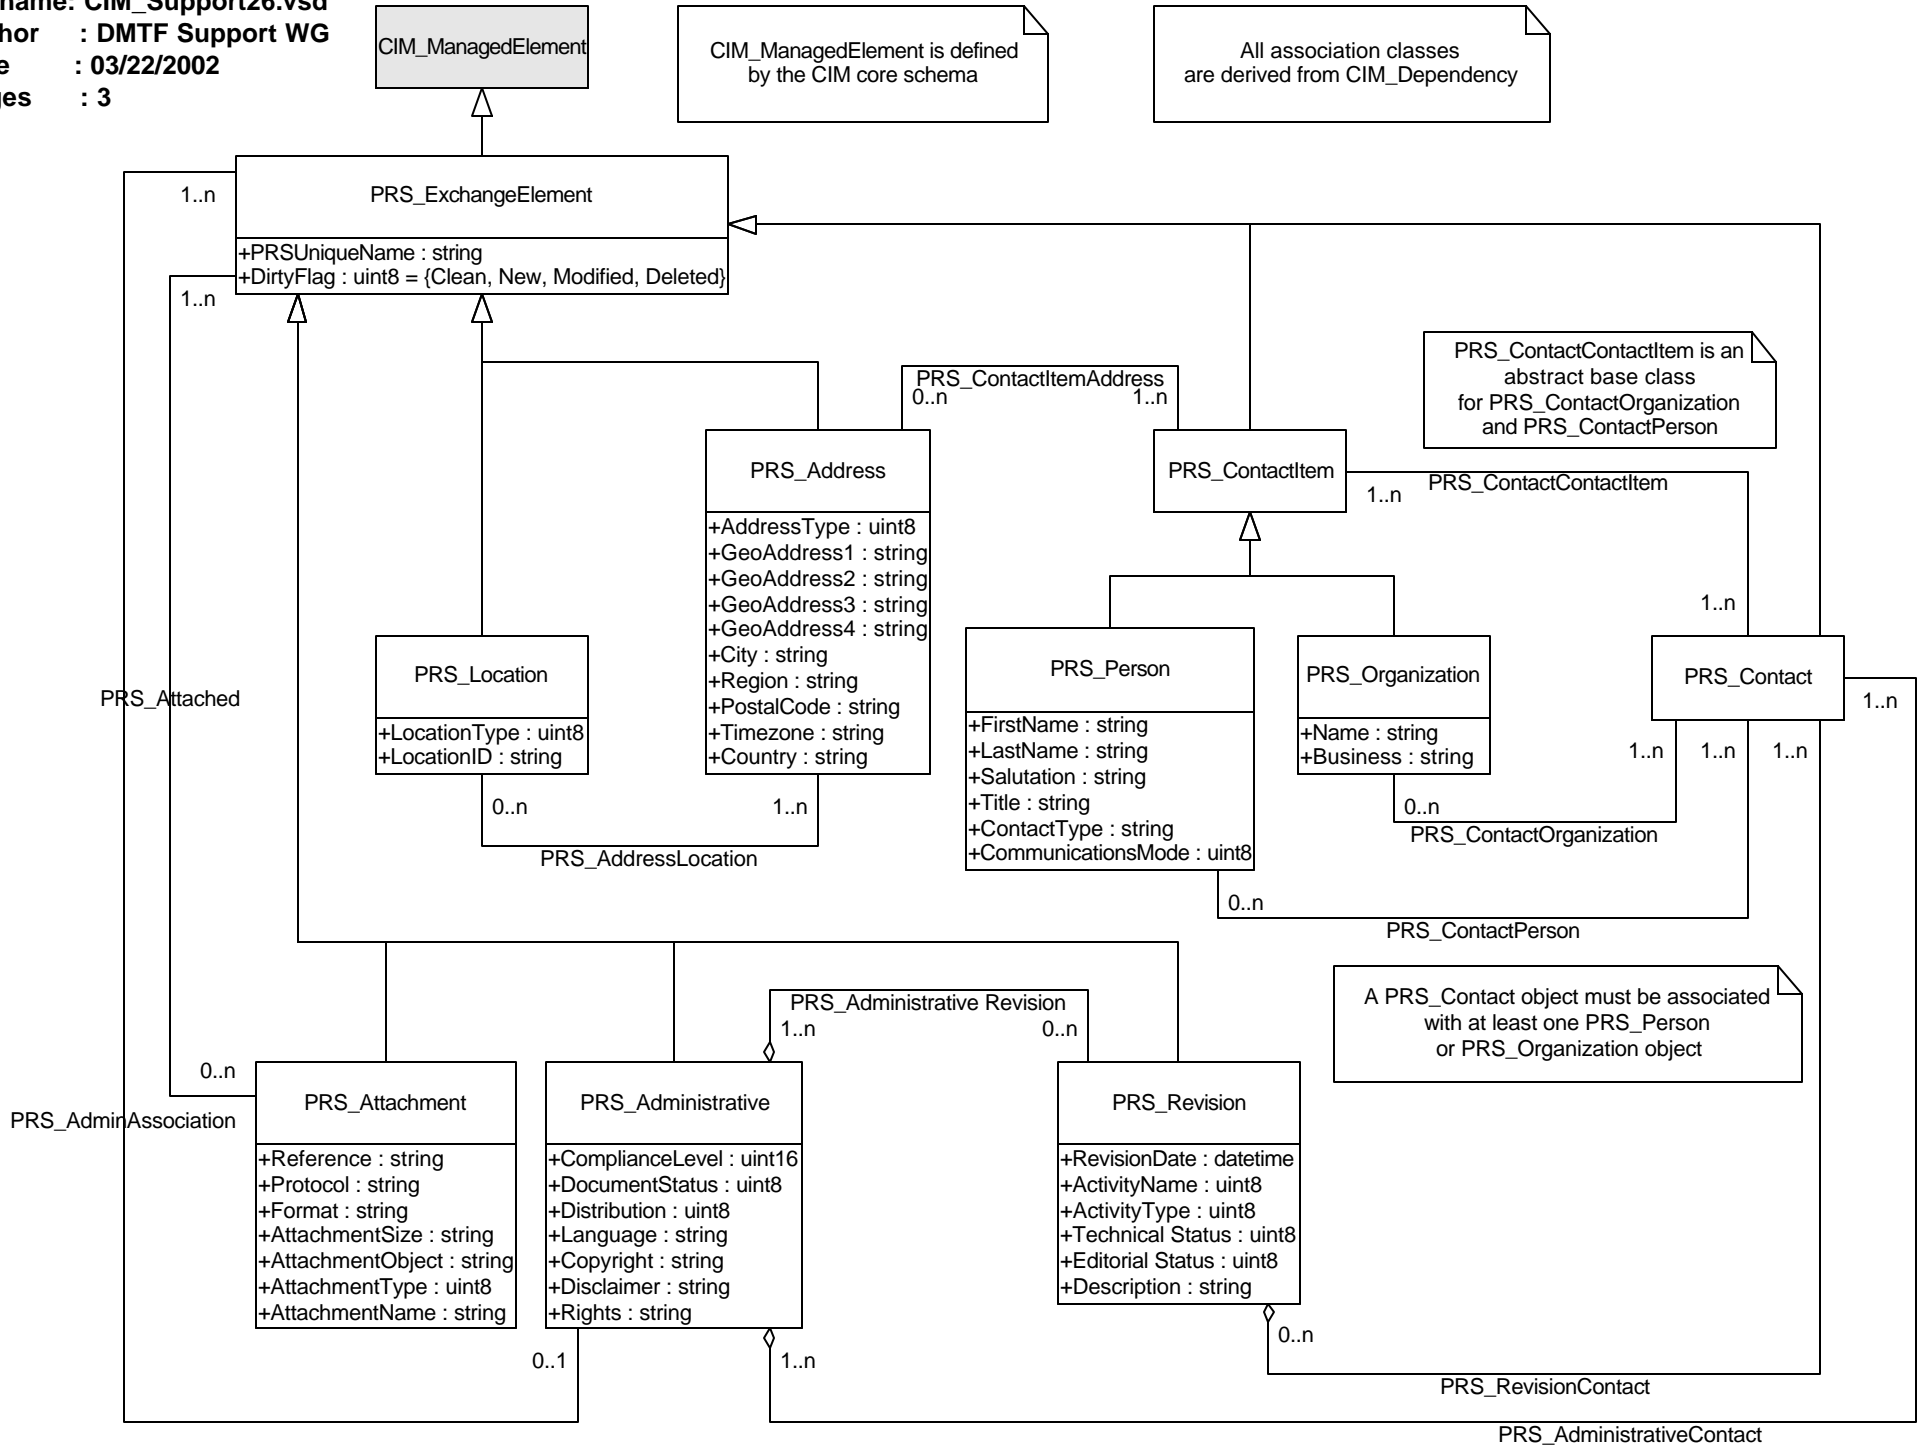 name: CIM_Support26.vsd
hor : DMTF Support WG
e : 03/22/2002
es : 3
CIM_ManagedElement
CIM_ManagedElement is defined
by the CIM core schema
All association classes
are derived from CIM_Dependency
1..n
PRS_ExchangeElement
+PRSUniqueName : string
+DirtyFlag : uint8 = {Clean, New, Modified, Deleted}
1..n
PRS_ContactContactItem is an
abstract base class
for PRS_ContactOrganization
and PRS_ContactPerson
PRS_ContactItemAddress
0..n
1..n
PRS_Address
+AddressType : uint8
+GeoAddress1 : string
+GeoAddress2 : string
+GeoAddress3 : string
+GeoAddress4 : string
+City : string
+Region : string
+PostalCode : string
+Timezone : string
+Country : string
PRS_ContactItem
1..n
PRS_ContactContactItem
1..n
PRS_Attached
PRS_Location
+LocationType : uint8
+LocationID : string
0..n
1..n
PRS_AddressLocation
PRS_Person
+FirstName : string
+LastName : string
+Salutation : string
+Title : string
+ContactType : string
+CommunicationsMode : uint8
PRS_Organization
+Name : string
+Business : string
PRS_Contact
1..n
1..n
1..n
1..n
0..n
PRS_ContactOrganization
0..n
PRS_ContactPerson
A PRS_Contact object must be associated
with at least one PRS_Person
or PRS_Organization object
PRS_Administrative Revision
1..n
0..n
0..n
PRS_AdminAssociation
PRS_Attachment
+Reference : string
+Protocol : string
+Format : string
+AttachmentSize : string
+AttachmentObject : string
+AttachmentType : uint8
+AttachmentName : string
PRS_Administrative
+ComplianceLevel : uint16
+DocumentStatus : uint8
+Distribution : uint8
+Language : string
+Copyright : string
+Disclaimer : string
+Rights : string
PRS_Revision
+RevisionDate : datetime
+ActivityName : uint8
+ActivityType : uint8
+Technical Status : uint8
+Editorial Status : uint8
+Description : string
0..1
1..n
0..n
PRS_RevisionContact
PRS_AdministrativeContact